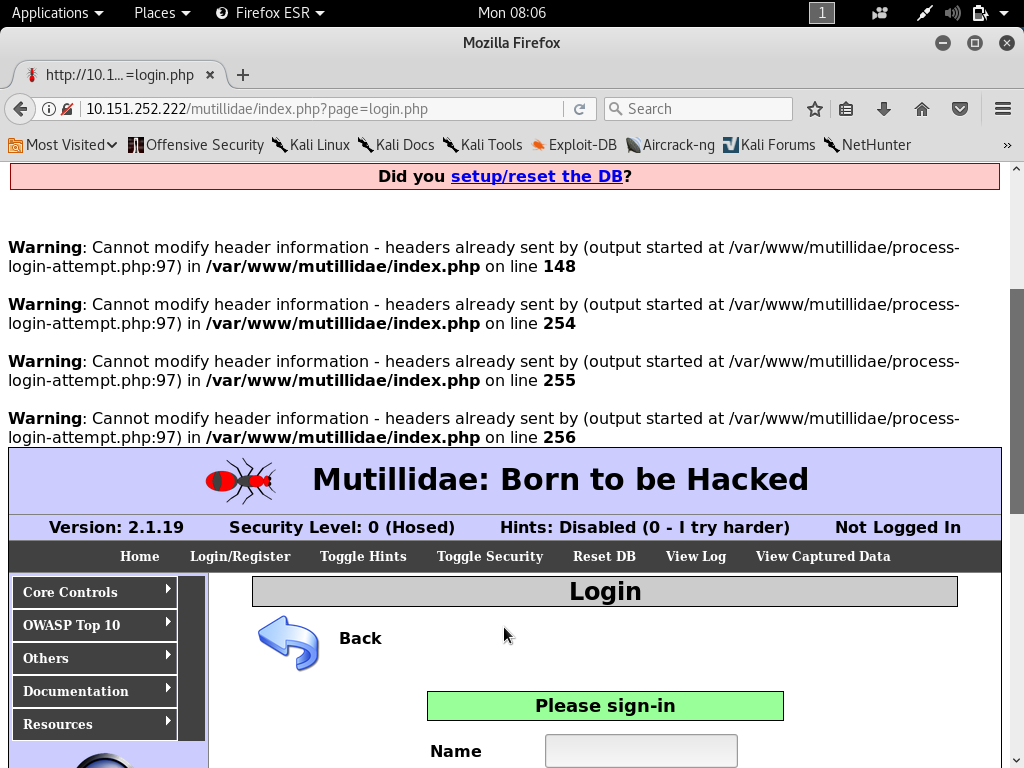 Applications Places Firefox ESR Mon 08:06 1
Mozilla Firefox
http://10.1...=login.php
10.151.252.222/mutillidae/index.php?page=login.php Search
Most Visited Offensive Security Kali Linux Kali Docs Kali Tools Exploit-DB Aircrack-ng Kali Forums NetHunter »
Did you setup/reset the DB?
Warning: Cannot modify header information - headers already sent by (output started at /var/www/mutillidae/process-
login-attempt.php:97) in /var/www/mutillidae/index.php on line 148
Warning: Cannot modify header information - headers already sent by (output started at /var/www/mutillidae/process-
login-attempt.php:97) in /var/www/mutillidae/index.php on line 254
Warning: Cannot modify header information - headers already sent by (output started at /var/www/mutillidae/process-
login-attempt.php:97) in /var/www/mutillidae/index.php on line 255
Warning: Cannot modify header information - headers already sent by (output started at /var/www/mutillidae/process-
login-attempt.php:97) in /var/www/mutillidae/index.php on line 256
Mutillidae: Born to be Hacked
Version: 2.1.19 Security Level: 0 (Hosed) Hints: Disabled (0 - I try harder) Not Logged In
Home Login/Register Toggle Hints Toggle Security Reset DB View Log View Captured Data
Core Controls
OWASP Top 10
Others
Documentation
Resources
Login
Back
Please sign-in
Name